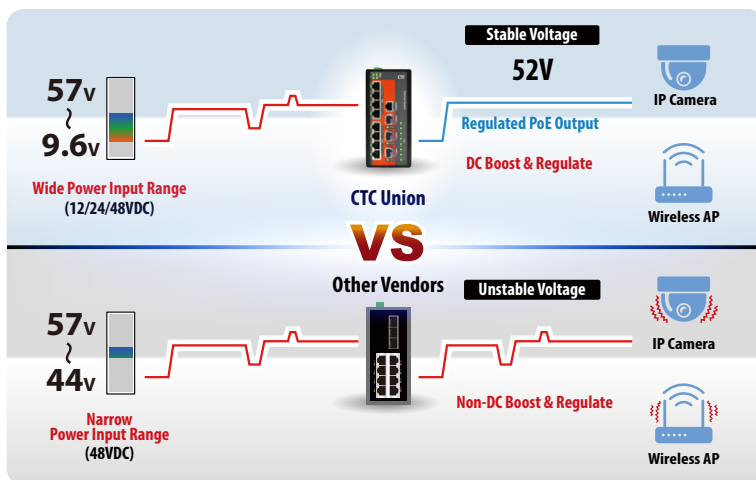 Stable Voltage
57v
~
9.6v
52V
IP Camera
Regulated PoE Output
DC Boost & Regulate
Wide Power Input Range
(12/24/48VDC)
CTC Union
Wireless AP
VS
Other Vendors
Unstable Voltage
57v
~
44v
IP Camera
Narrow
Power Input Range
(48VDC)
Non-DC Boost & Regulate
Wireless AP